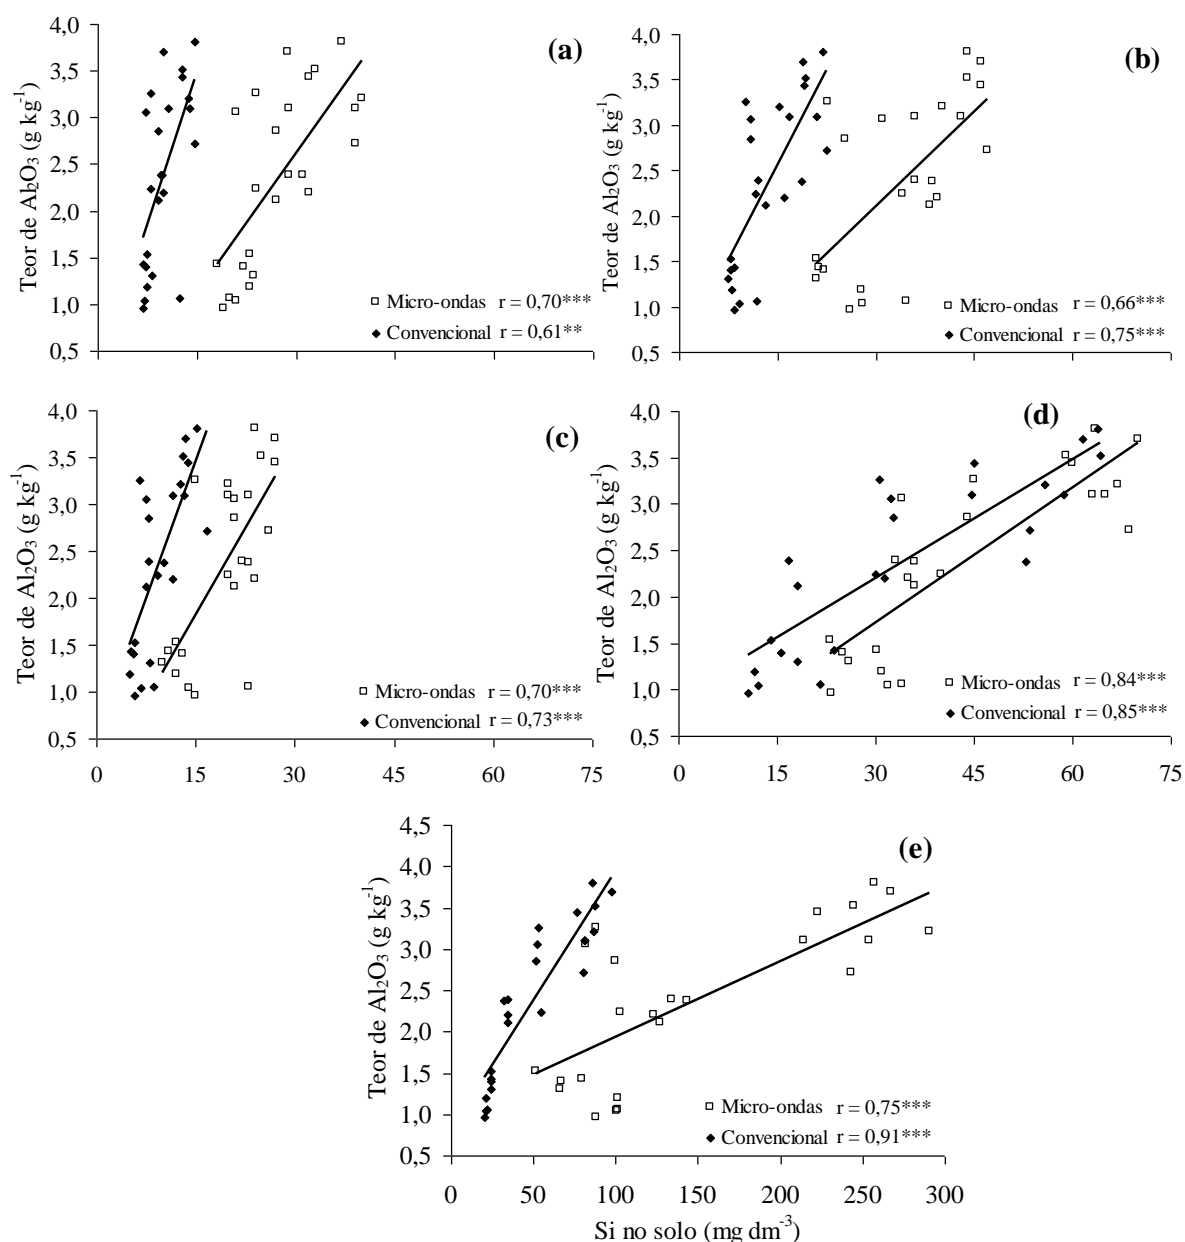 (a)
Teor de Al₂O₃ (g kg⁻¹)
4,0
3,5
3,0
2,5
2,0
1,5
1,0
0,5
Micro-ondas r = 0,70***
Convencional r = 0,61**
(b)
Teor de Al₂O₃ (g kg⁻¹)
4,0
3,5
3,0
2,5
2,0
1,5
1,0
0,5
Micro-ondas r = 0,66***
Convencional r = 0,75***
(c)
Teor de Al₂O₃ (g kg⁻¹)
4,0
3,5
3,0
2,5
2,0
1,5
1,0
0,5
Micro-ondas r = 0,70***
Convencional r = 0,73***
0 15 30 45 60 75
(d)
Teor de Al₂O₃ (g kg⁻¹)
4,0
3,5
3,0
2,5
2,0
1,5
1,0
0,5
Micro-ondas r = 0,84***
Convencional r = 0,85***
0 15 30 45 60 75
(e)
Teor de Al₂O₃ (g kg⁻¹)
4,5
4,0
3,5
3,0
2,5
2,0
1,5
1,0
0,5
Micro-ondas r = 0,75***
Convencional r = 0,91***
0 50 100 150 200 250 300
Si no solo (mg dm⁻³)